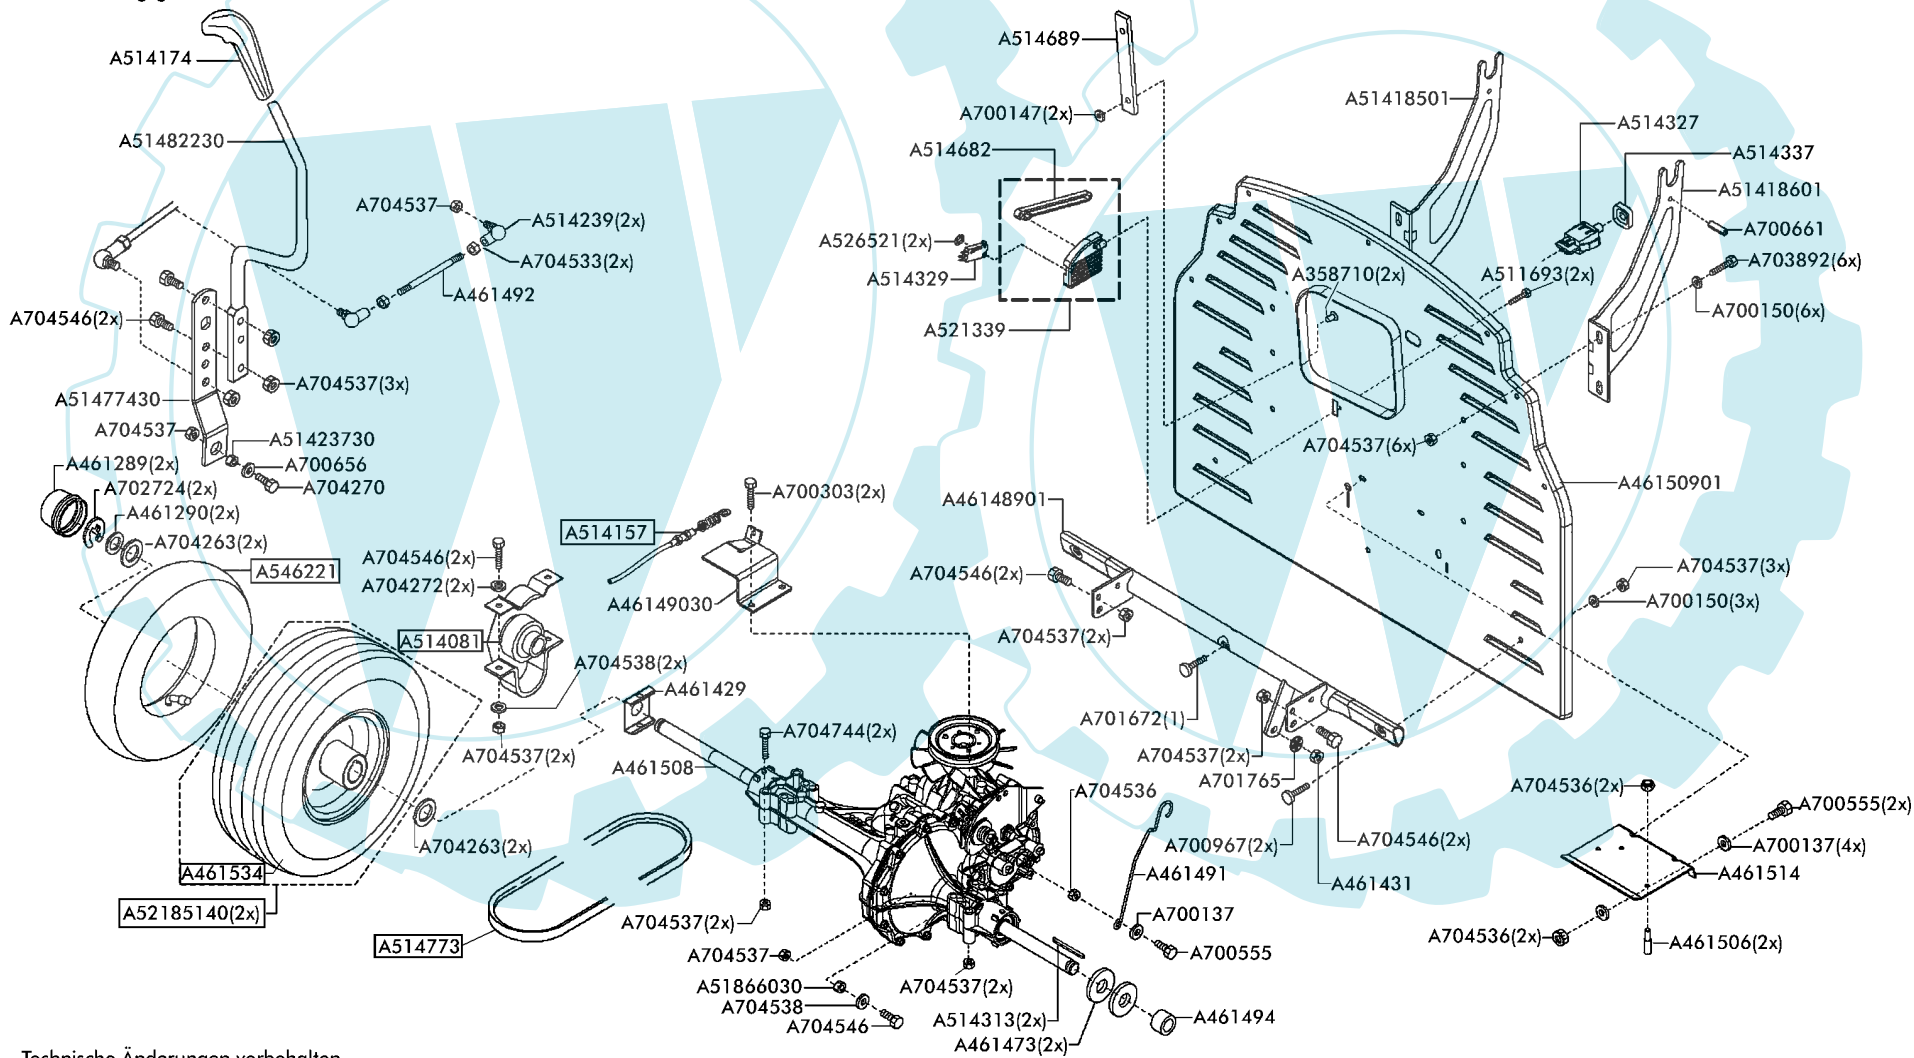 A514174
A514689
A51418501
A700147(2x)
A514327
A51482230
A514682
A514337
A51418601
A704537
A514239(2x)
A526521(2x)
A700661
A704533(2x)
A514329
A358710(2x)
A511693(2x)
A703892(6x)
A461492
A704546(2x)
A521339
A700150(6x)
A704537(3x)
A51477430
A704537
A51423730
A704537(6x)
A461289(2x)
A700656
A702724(2x)
A704270
A700303(2x)
A46148901
A46150901
A461290(2x)
A514157
A704263(2x)
A704546(2x)
A546221
A704272(2x)
A704546(2x)
A704537(3x)
A46149030
A700150(3x)
A514081
A704537(2x)
A704538(2x)
A461429
A701672(1)
A704744(2x)
A704537(2x)
A704537(2x)
A461508
A701765
A704536
A704536(2x)
A700555(2x)
A704263(2x)
A700967(2x)
A704546(2x)
A700137(4x)
A461534
A461491
A461431
A461514
A52185140(2x)
A704537(2x)
A700137
A514773
A704537
A700555
A704536(2x)
A461506(2x)
A51866030
A704537(2x)
A704538
A704546
A514313(2x)
A461494
A461473(2x)
Technische Änderungen vorbehalten